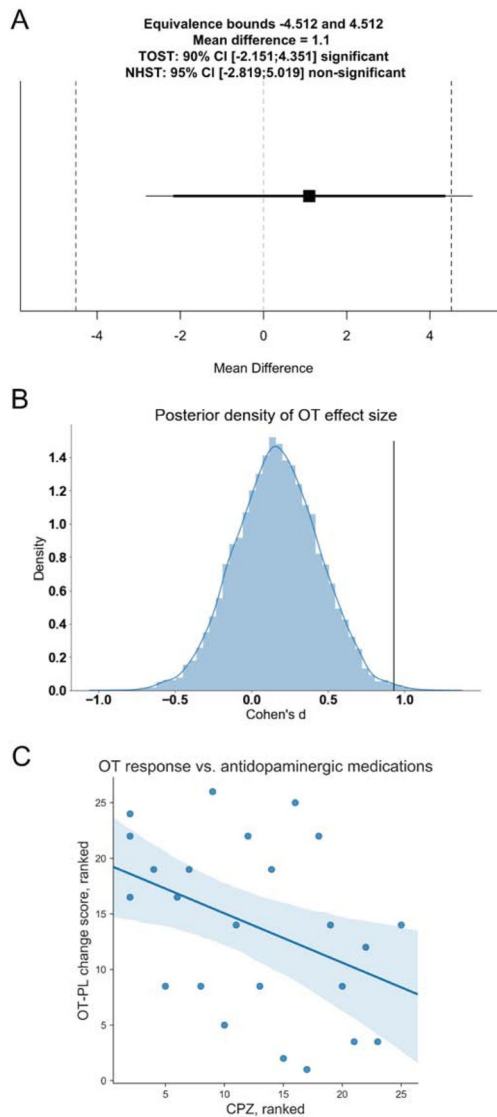 A
Equivalence bounds -4.512 and 4.512
Mean difference = 1.1
TOST: 90% CI [-2.151;4.351] significant
NHST: 95% CI [-2.819;5.019] non-significant
-4 -2 0 2 4
Mean Difference
B
Posterior density of OT effect size
1.4
1.2
1.0
0.8
0.6
0.4
0.2
0.0
Density
−1.0 −0.5 0.0 0.5 1.0
Cohen's d
C
OT response vs. antidopaminergic medications
25
20
15
10
5
0
OT-PL change score, ranked
5 10 15 20 25
CPZ, ranked